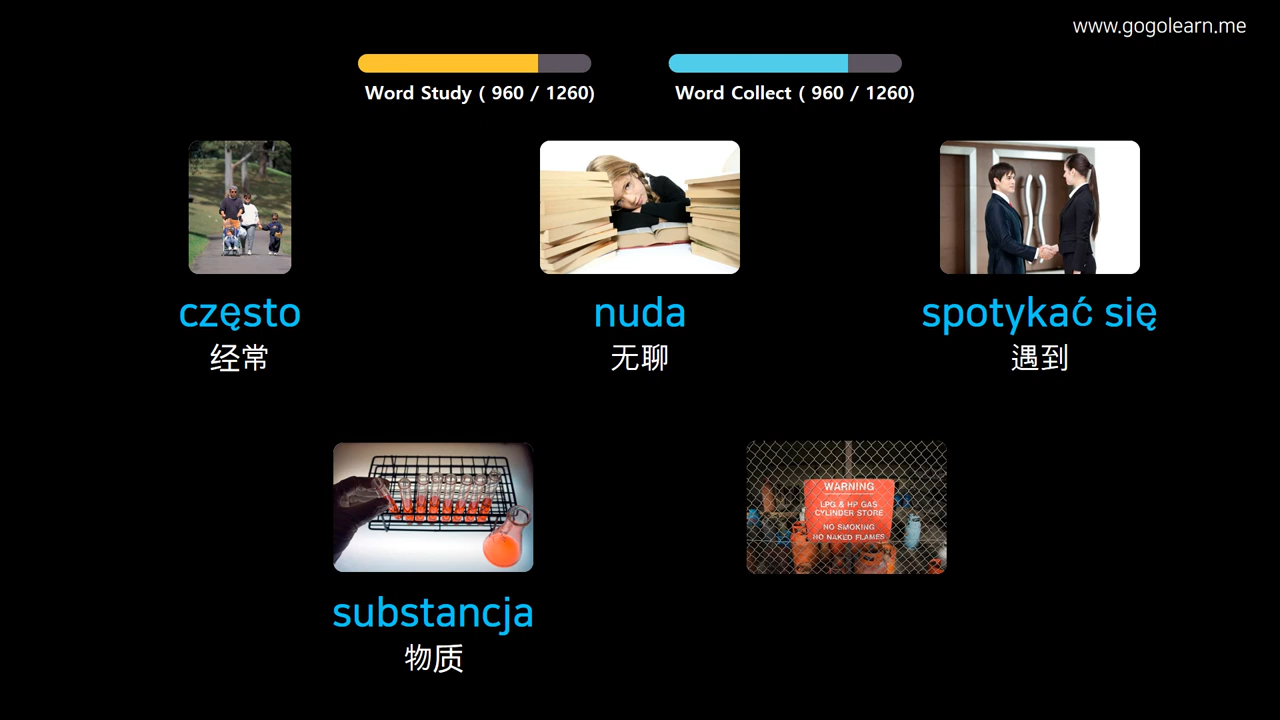 www.gogolearn.me
Word Study ( 960 / 1260)
Word Collect ( 960 / 1260)
często
经常
nuda
无聊
spotykać się
遇到
substancja
物质
WARNING
LPG & HP GAS
CYLINDER STORE
NO SMOKING
NO NAKED FLAMES